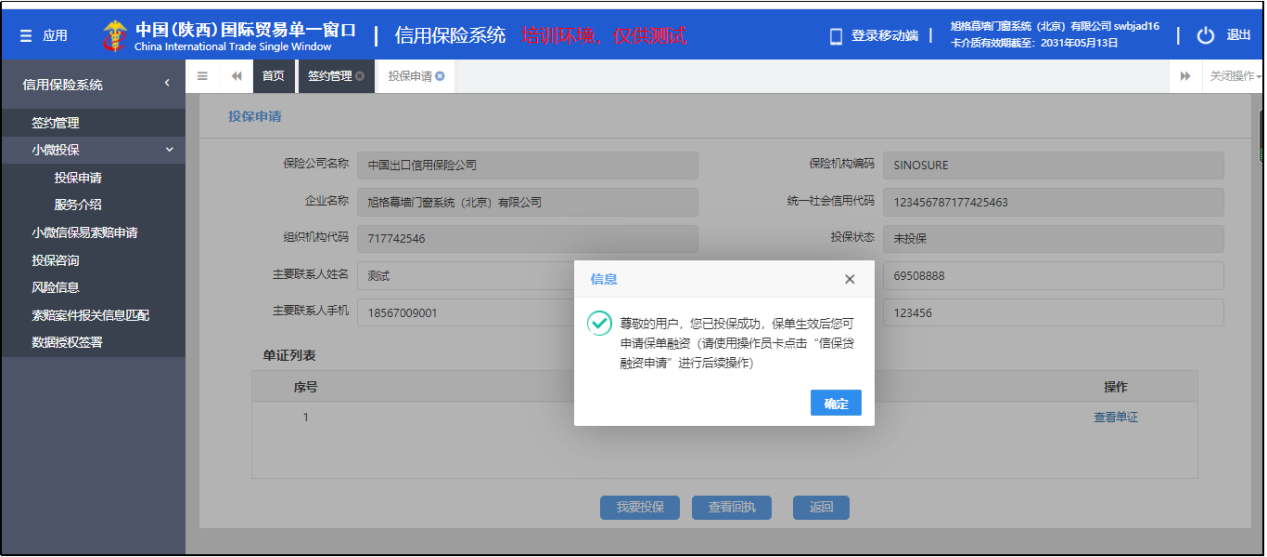 应用
中国(陕西)国际贸易单一窗口
China International Trade Single Window
信用保险系统
培训环境，仅供测试
登录移动端
旭格幕墙门窗系统（北京）有限公司 swbjad16
卡介质有效期截至：2031年05月13日
退出
信用保险系统
首页
签约管理
投保申请
关闭操作
签约管理
小微投保
投保申请
服务介绍
小微信保易索赔申请
投保咨询
风险信息
索赔案件报关信息匹配
数据授权签署
投保申请
保险公司名称 中国出口信用保险公司
保险机构编码 SINOSURE
企业名称 旭格幕墙门窗系统（北京）有限公司
统一社会信用代码 123456787177425463
组织机构代码 717742546
投保状态 未投保
主要联系人姓名 测试
69508888
主要联系人手机 18567009001
123456
单证列表
序号 操作
1 查看单证
信息
尊敬的用户，您已投保成功，保单生效后您可
申请保单融资（请使用操作员卡点击“信保贷
融资申请”进行后续操作）
确定
我要投保 查看回执 返回